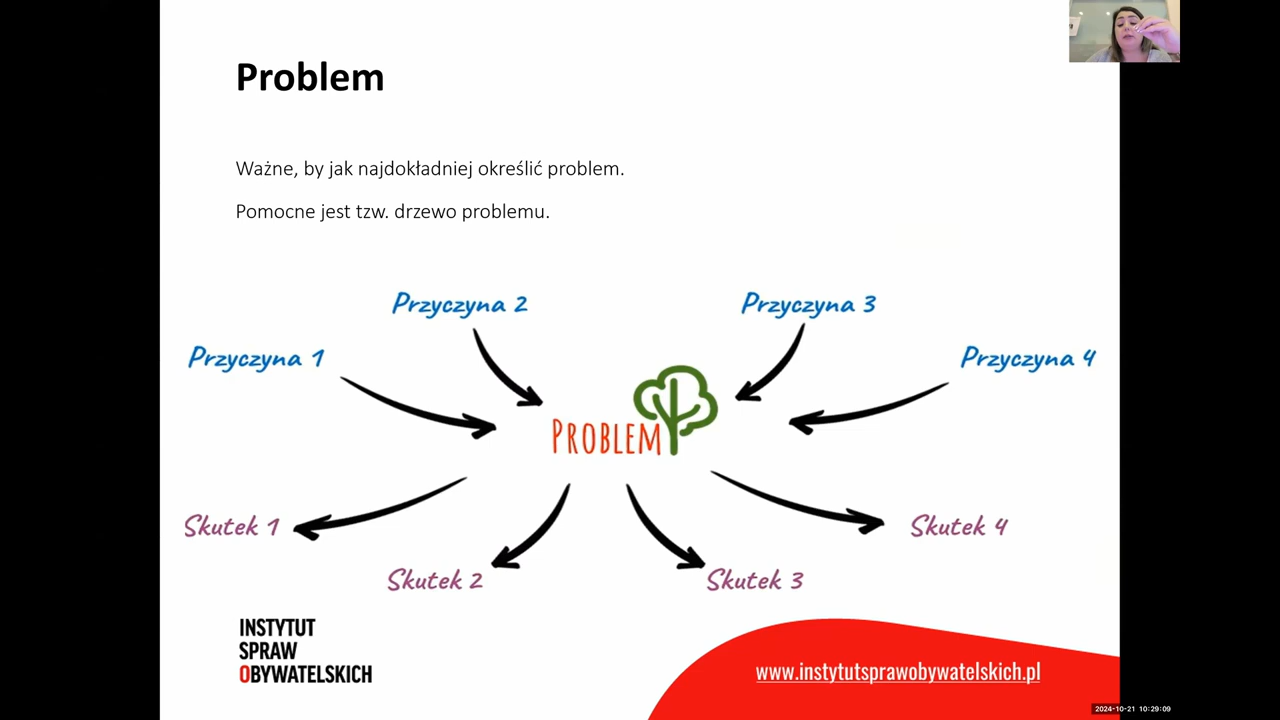 Problem
Ważne, by jak najdokładniej określić problem.
Pomocne jest tzw. drzewo problemu.
Przyczyna 2
Przyczyna 3
Przyczyna 1
Przyczyna 4
PROBLEM
Skutek 1
Skutek 4
Skutek 2
Skutek 3
INSTYTUT
SPRAW
OBYWATELSKICH
www.instytutsprawobywatelskich.pl
2024-10-21 10:29:09